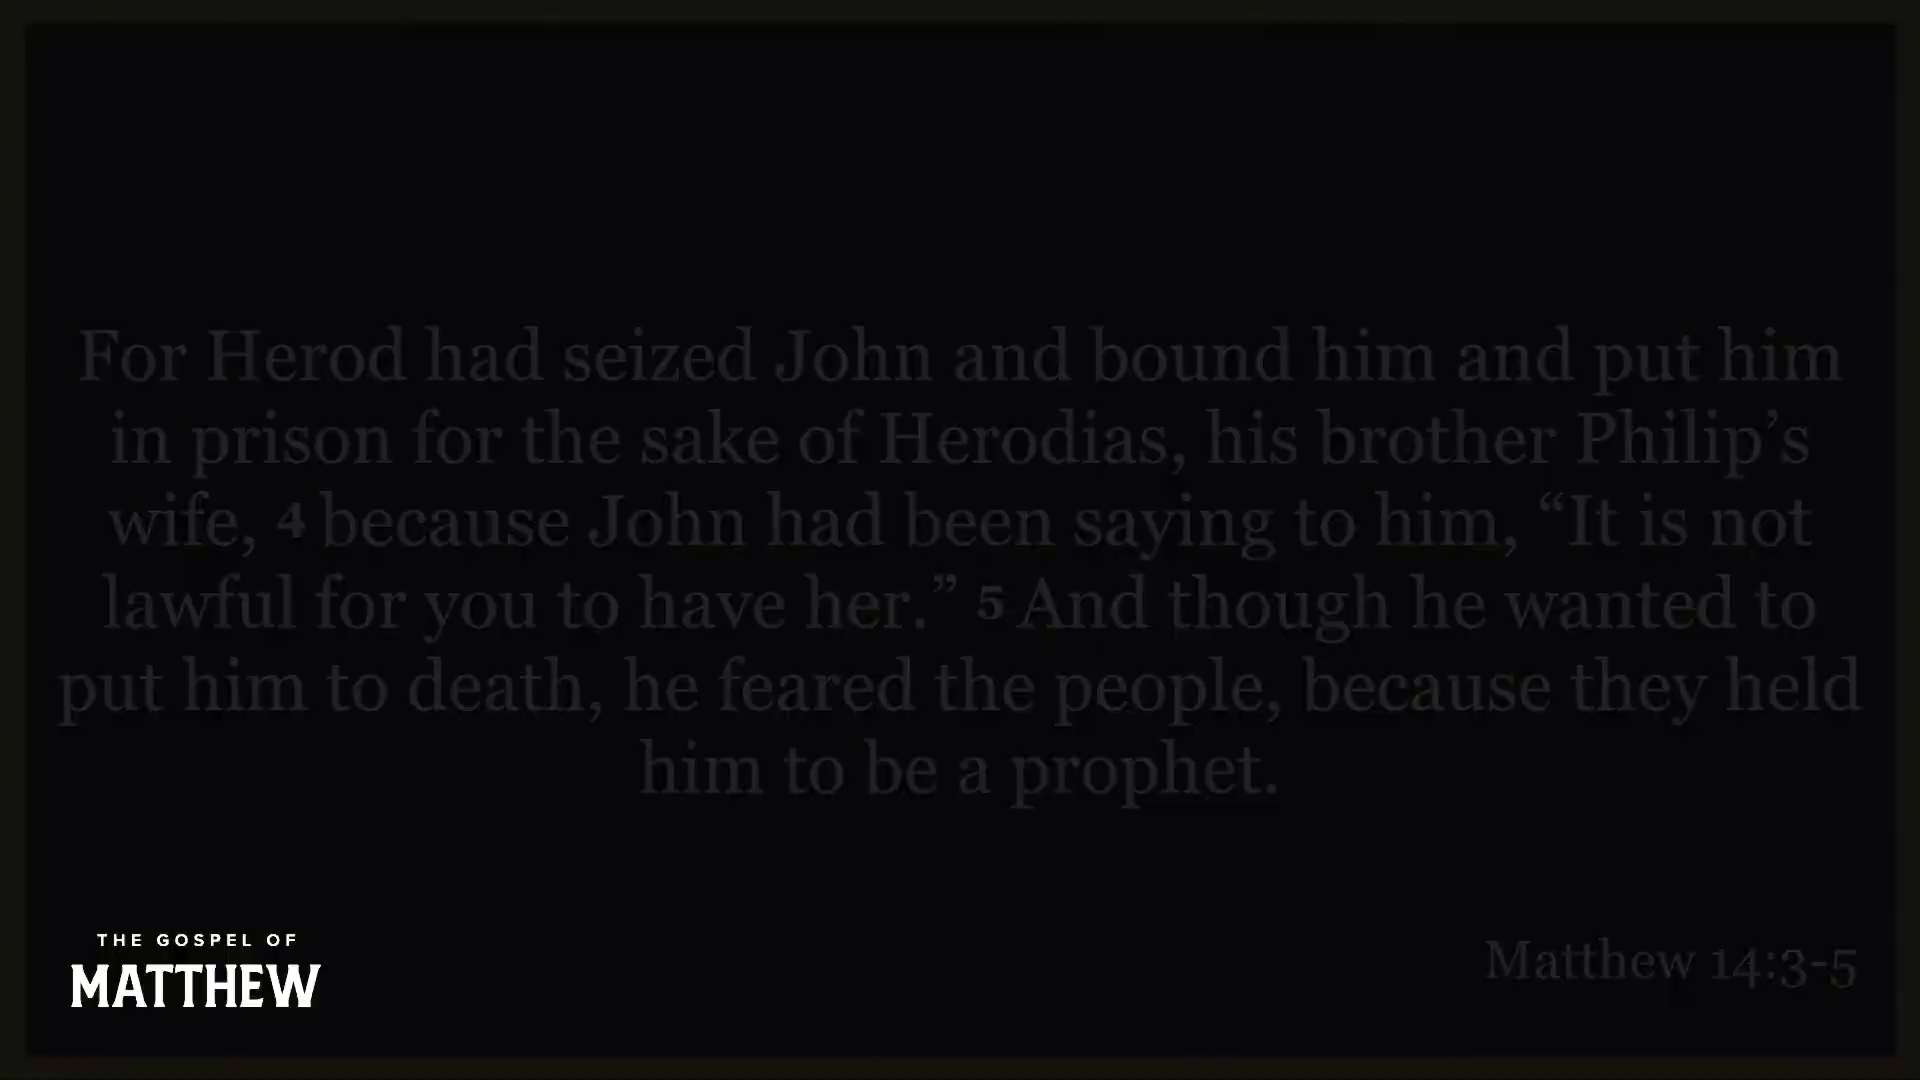 For Herod had seized John and bound him and put him
in prison for the sake of Herodias, his brother Philip’s
wife, 4 because John had been saying to him, “It is not
lawful for you to have her.” 5 And though he wanted to
put him to death, he feared the people, because they held
him to be a prophet.
THE GOSPEL OF
MATTHEW
Matthew 14:3-5